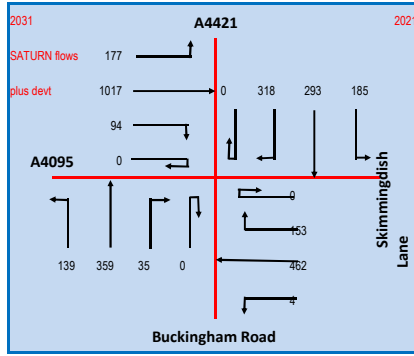 2031 A4421 2021
SATURN flows 177
plus devt 1017 0 318 293 185
94
A4095 0
0
Skimmingdish
Lane
153
139 359 35 0 462
4
Buckingham Road